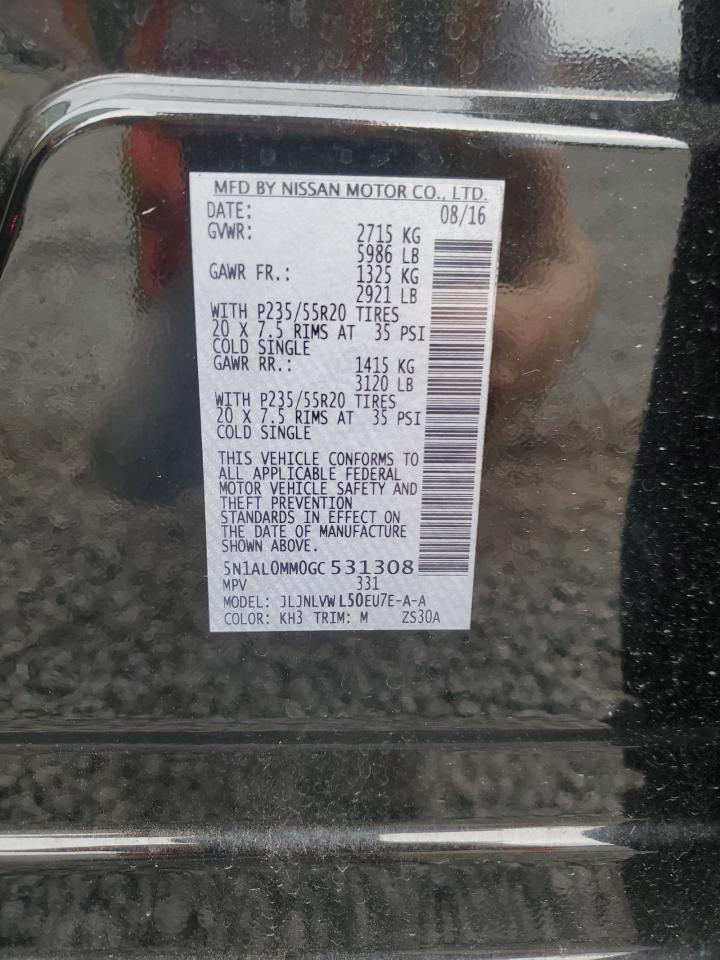 MFD BY NISSAN MOTOR CO., LTD.
DATE: 08/16
GVWR: 2715 KG
5986 LB
GAWR FR.: 1325 KG
2921 LB
WITH P235/55R20 TIRES
20 X 7.5 RIMS AT 35 PSI
COLD SINGLE
GAWR RR.: 1415 KG
3120 LB
WITH P235/55R20 TIRES
20 X 7.5 RIMS AT 35 PSI
COLD SINGLE
THIS VEHICLE CONFORMS TO
ALL APPLICABLE FEDERAL
MOTOR VEHICLE SAFETY AND
THEFT PREVENTION
STANDARDS IN EFFECT ON
THE DATE OF MANUFACTURE
SHOWN ABOVE.
5N1AL0MM0GC 531308
MPV 331
MODEL: JLJNLVW L50EU7E-A-A
COLOR: KH3 TRIM: M ZS30A